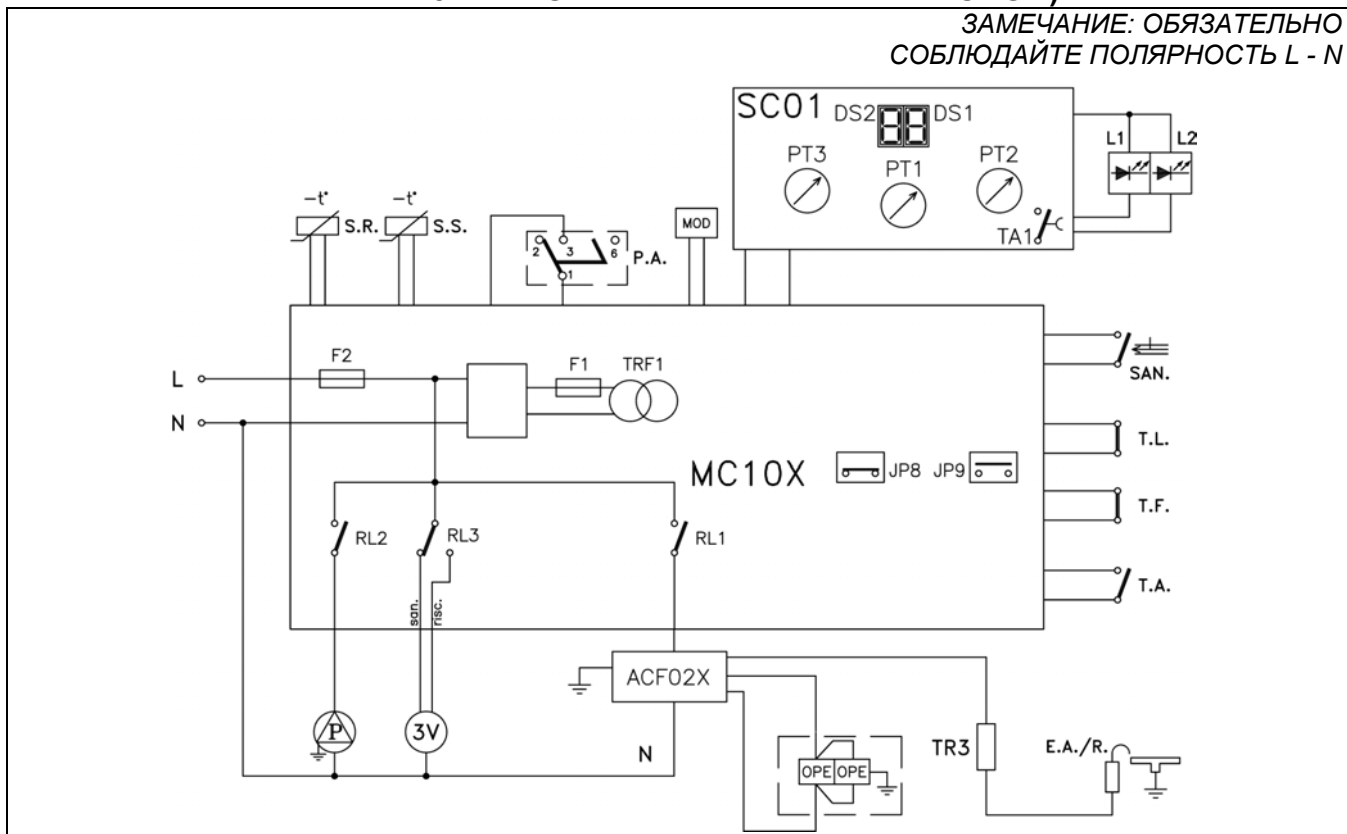 ЗАМЕЧАНИЕ: ОБЯЗАТЕЛЬНО
СОБЛЮДАЙТЕ ПОЛЯРНОСТЬ L - N
SC01
DS2 DS1
PT3 PT1 PT2
TA1
L1 L2
-t° S.R.
-t° S.S.
2 3 6 1 P.A.
MOD
F2
F1 TRF1
L
N
SAN.
T.L.
T.F.
T.A.
MC10X
JP8 JP9
RL2
RL3
RL1
san.
risc.
ACF02X
P
3V
N
OPE OPE
TR3
E.A./R.